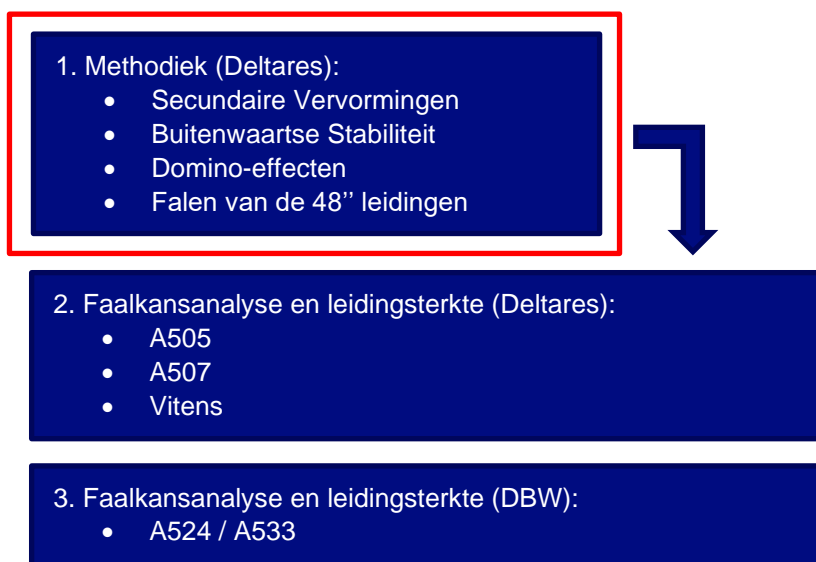 1. Methodiek (Deltares):
• Secundaire Vervormingen
• Buitenwaartse Stabiliteit
• Domino-effecten
• Falen van de 48’’ leidingen
2. Faalkansanalyse en leidingsterkte (Deltares):
• A505
• A507
• Vitens
3. Faalkansanalyse en leidingsterkte (DBW):
• A524 / A533